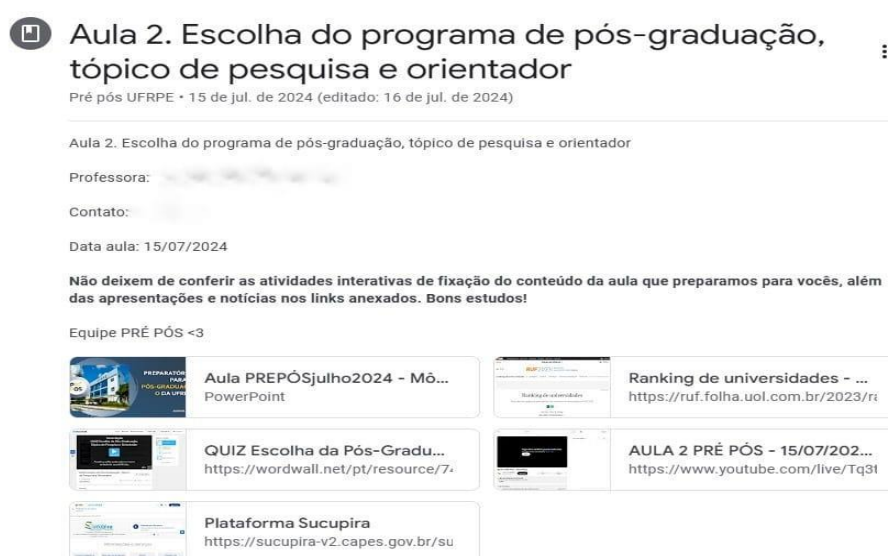 Aula 2. Escolha do programa de pós-graduação,
tópico de pesquisa e orientador
Pré pós UFRPE • 15 de jul. de 2024 (editado: 16 de jul. de 2024)
Aula 2. Escolha do programa de pós-graduação, tópico de pesquisa e orientador
Professora:
Contato:
Data aula: 15/07/2024
Não deixem de conferir as atividades interativas de fixação do conteúdo da aula que preparamos para vocês, além
das apresentações e notícias nos links anexados. Bons estudos!
Equipe PRÉ PÓS <3
Aula PREPÓSjulho2024 - Mô...
PowerPoint
Ranking de universidades - ...
https://ruf.folha.uol.com.br/2023/ra
QUIZ Escolha da Pós-Gradu...
https://wordwall.net/pt/resource/74
AULA 2 PRÉ PÓS - 15/07/202...
https://www.youtube.com/live/Tq3t
Plataforma Sucupira
https://sucupira-v2.capes.gov.br/su